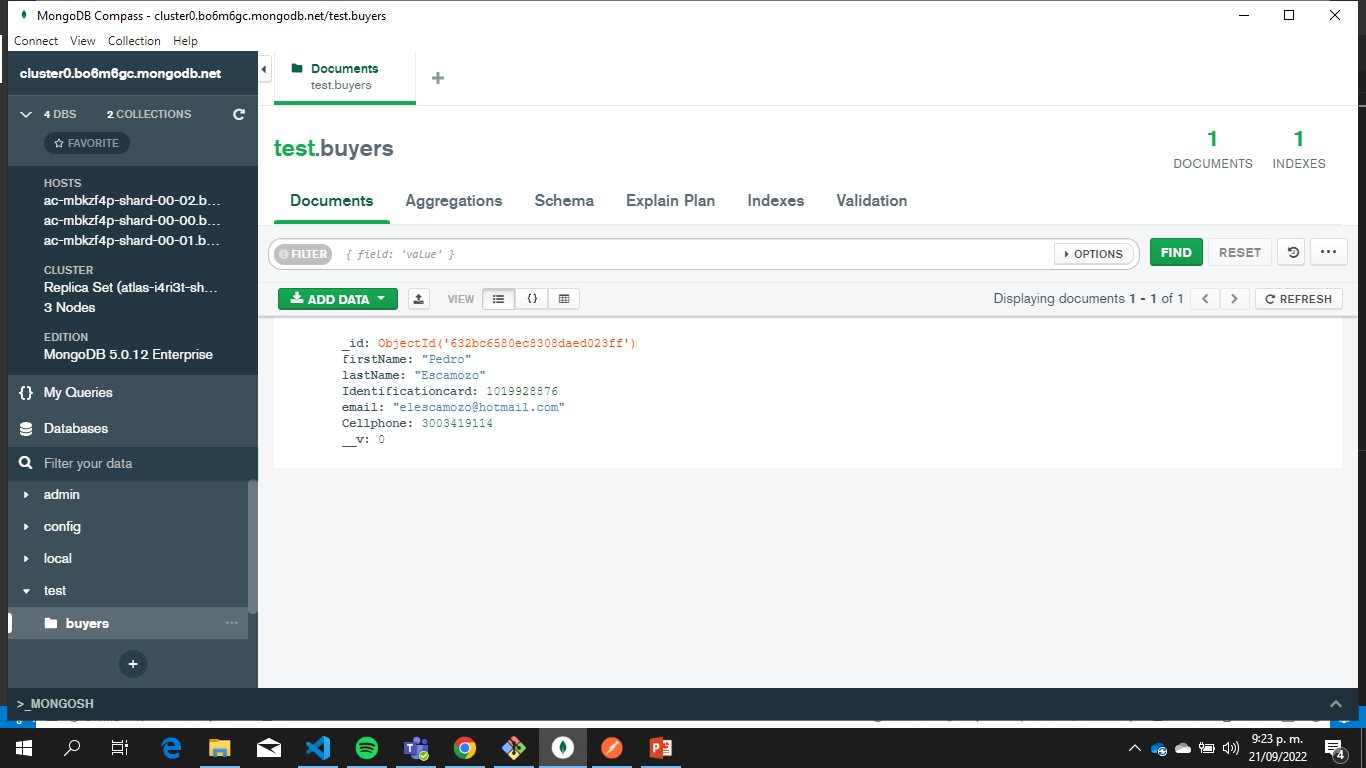 MongoDB Compass - cluster0.bo6m6gc.mongodb.net/test.buyers
Connect View Collection Help
cluster0.bo6m6gc.mongodb.net
4 DBS 2 COLLECTIONS
FAVORITE
HOSTS
ac-mbkzf4p-shard-00-02.b...
ac-mbkzf4p-shard-00-00.b...
ac-mbkzf4p-shard-00-01.b...
CLUSTER
Replica Set (atlas-i4ri3t-sh...
3 Nodes
EDITION
MongoDB 5.0.12 Enterprise
{} My Queries
Databases
Filter your data
admin
config
local
test
buyers
Documents
test.buyers
test.buyers
1 DOCUMENTS
1 INDEXES
Documents Aggregations Schema Explain Plan Indexes Validation
FILTER { field: 'value' } OPTIONS FIND RESET
ADD DATA VIEW {} Displaying documents 1 - 1 of 1 REFRESH
_id: ObjectId('632bc6580ec8308daed023ff')
firstName: "Pedro"
lastName: "Escamozo"
Identificationcard: 1019928876
email: "elescamozo@hotmail.com"
Cellphone: 3003419114
__v: 0
>_MONGOSH
9:23 p. m.
21/09/2022
4